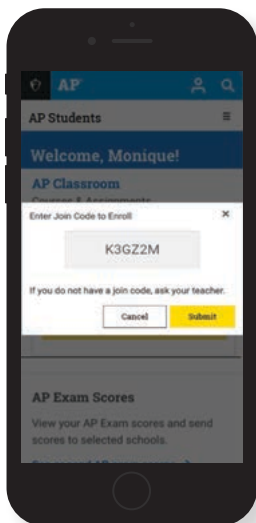 AP
AP Students
Welcome, Monique!
AP Classroom
Courses & Assignments
Enter Join Code to Enroll
K3GZ2M
If you do not have a join code, ask your teacher.
Cancel Submit
AP Exam Scores
View your AP Exam scores and send
scores to selected schools.